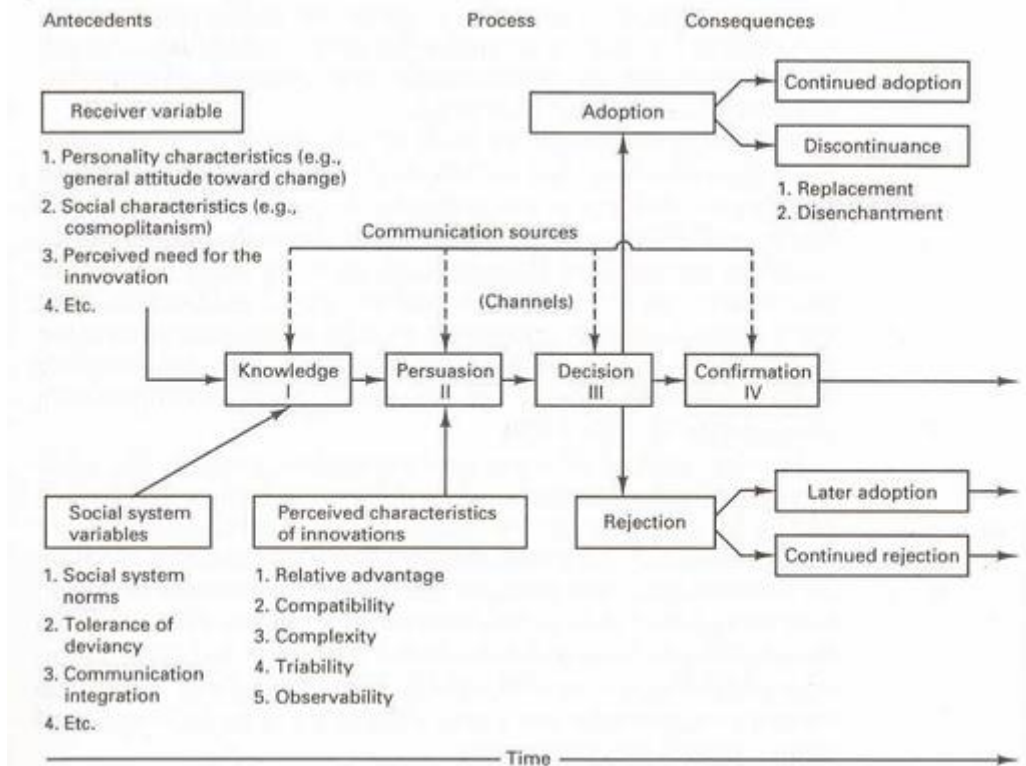 Antecedents
Process
Consequences
Receiver variable
1. Personality characteristics (e.g.,
general attitude toward change)
2. Social characteristics (e.g.,
cosmoplitanism)
3. Perceived need for the
innvovation
4. Etc.
Adoption
Continued adoption
Discontinuance
1. Replacement
2. Disenchantment
Communication sources
(Channels)
Knowledge
I
Persuasion
II
Decision
III
Confirmation
IV
Social system
variables
1. Social system
norms
2. Tolerance of
deviancy
3. Communication
integration
4. Etc.
Perceived characteristics
of innovations
1. Relative advantage
2. Compatibility
3. Complexity
4. Triability
5. Observability
Rejection
Later adoption
Continued rejection
Time